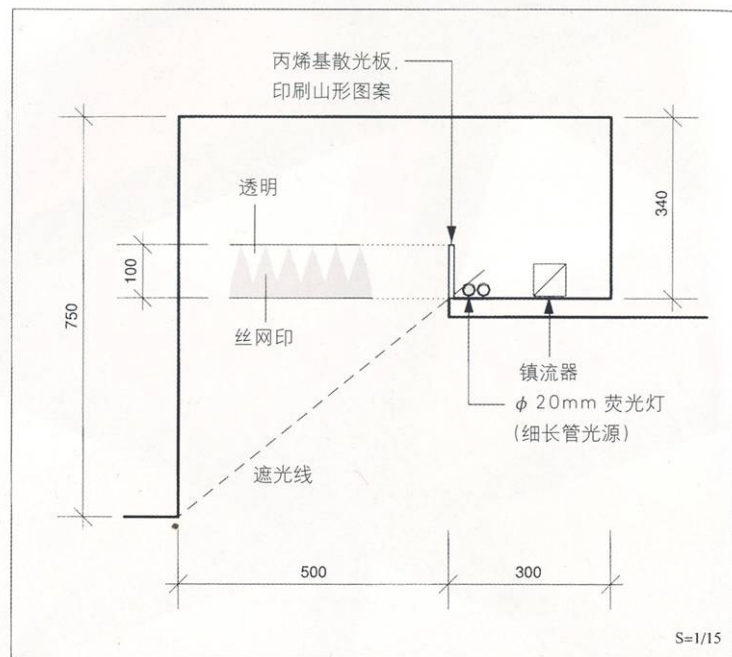 丙烯基散光板.
印刷山形图案
透明
340
100
750
丝网印
镇流器
φ 20mm 荧光灯
(细长管光源)
遮光线
500
300
S=1/15